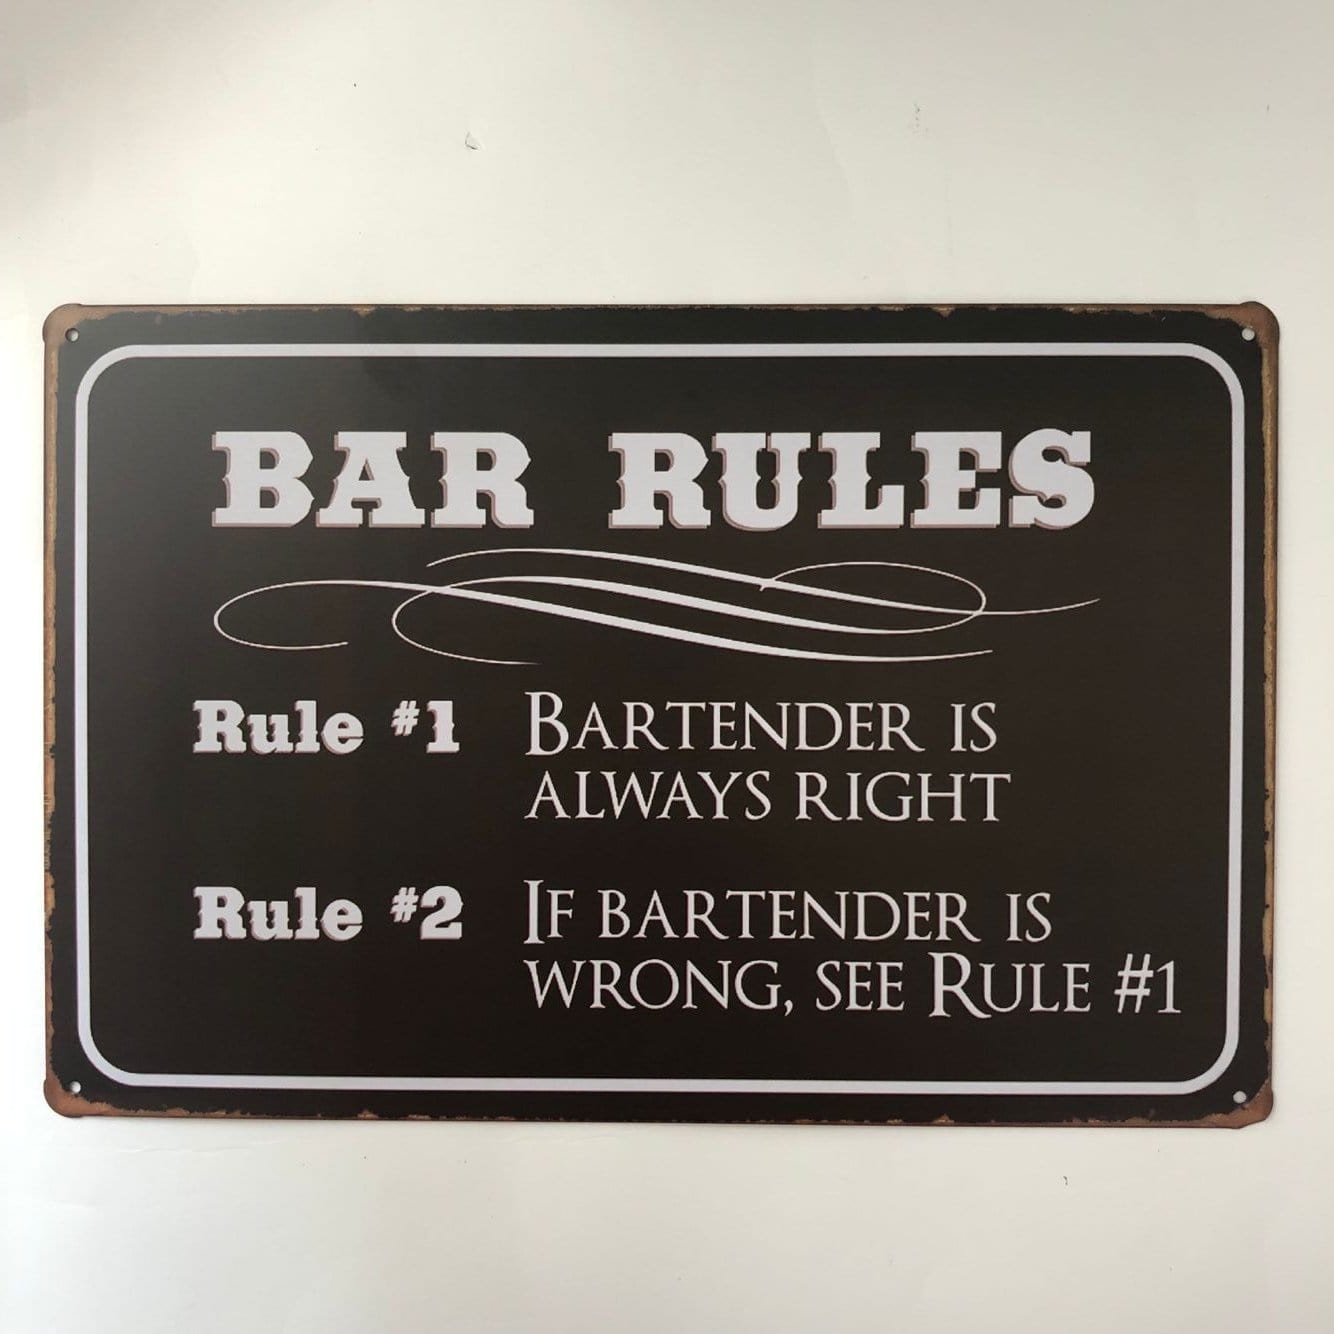 BAR RULES
Rule #1 BARTENDER IS
ALWAYS RIGHT
Rule #2 IF BARTENDER IS
WRONG, SEE RULE #1